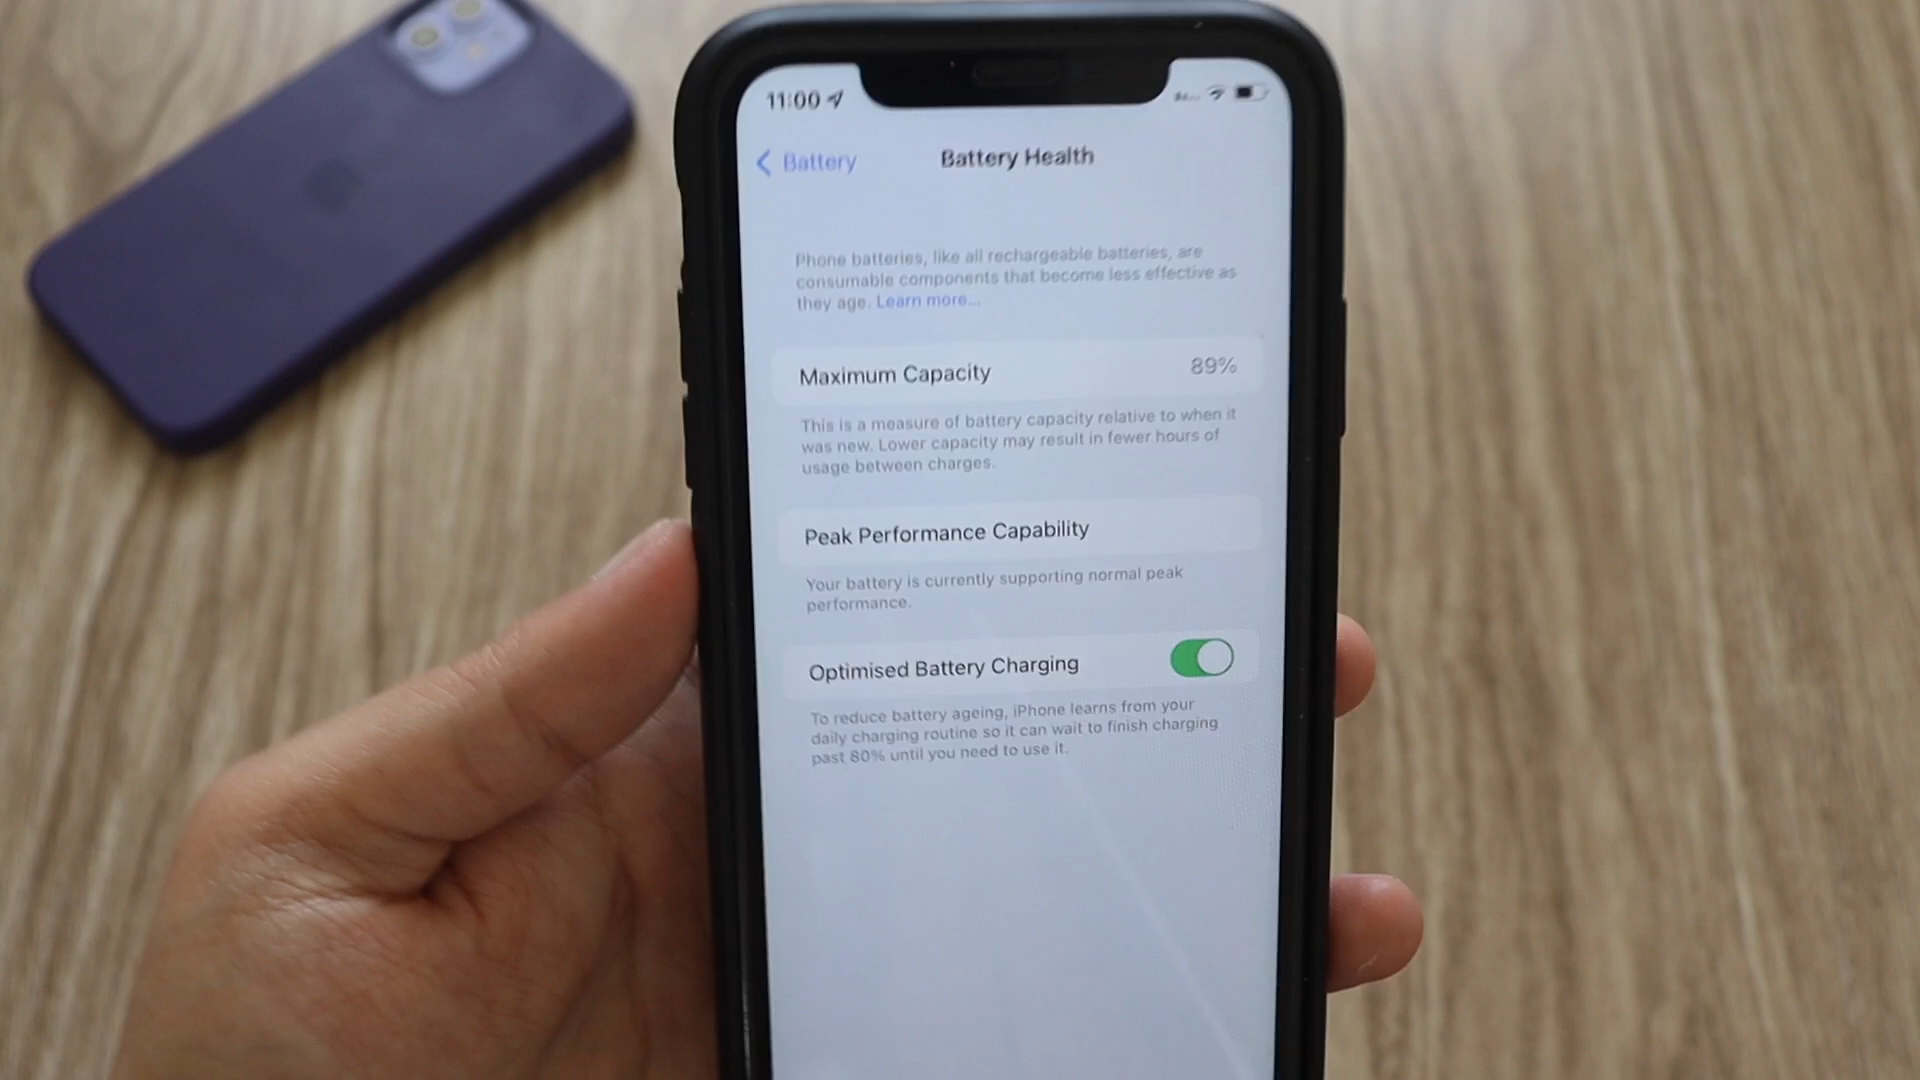 11:00
Battery
Battery Health
Phone batteries, like all rechargeable batteries, are
consumable components that become less effective as
they age. Learn more...
Maximum Capacity 89%
This is a measure of battery capacity relative to when it
was new. Lower capacity may result in fewer hours of
usage between charges.
Peak Performance Capability
Your battery is currently supporting normal peak
performance.
Optimised Battery Charging
To reduce battery ageing, iPhone learns from your
daily charging routine so it can wait to finish charging
past 80% until you need to use it.